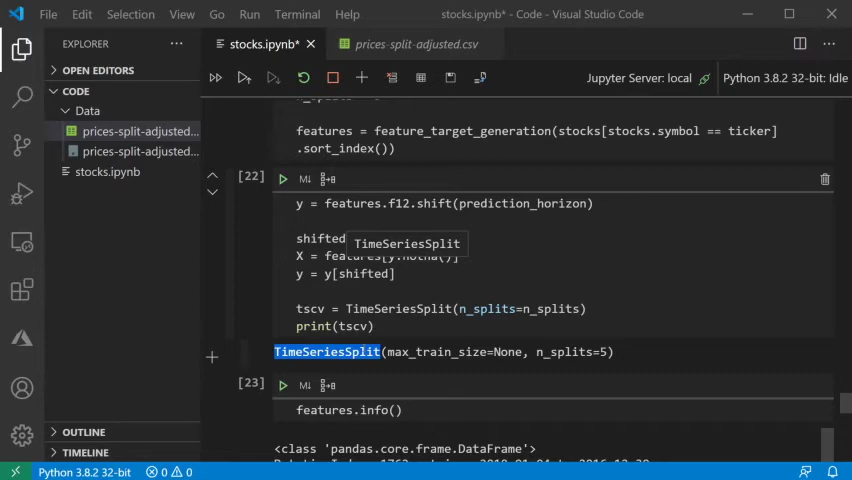 File Edit Selection View Go Run Terminal Help stocks.ipynb* - Code - Visual Studio Code
EXPLORER
stocks.ipynb*
prices-split-adjusted.csv
OPEN EDITORS
CODE
Data
prices-split-adjusted...
prices-split-adjusted...
stocks.ipynb
OUTLINE
TIMELINE
Jupyter Server: local Python 3.8.2 32-bit: Idle
features = feature_target_generation(stocks[stocks.symbol == ticker]
.sort_index())
[22]
M↓
y = features.f12.shift(prediction_horizon)
shifted
TimeSeriesSplit
X = features[y.notna()]
y = y[shifted]
tscv = TimeSeriesSplit(n_splits=n_splits)
print(tscv)
TimeSeriesSplit(max_train_size=None, n_splits=5)
[23]
M↓
features.info()
<class 'pandas.core.frame.DataFrame'>
Python 3.8.2 32-bit 0 0